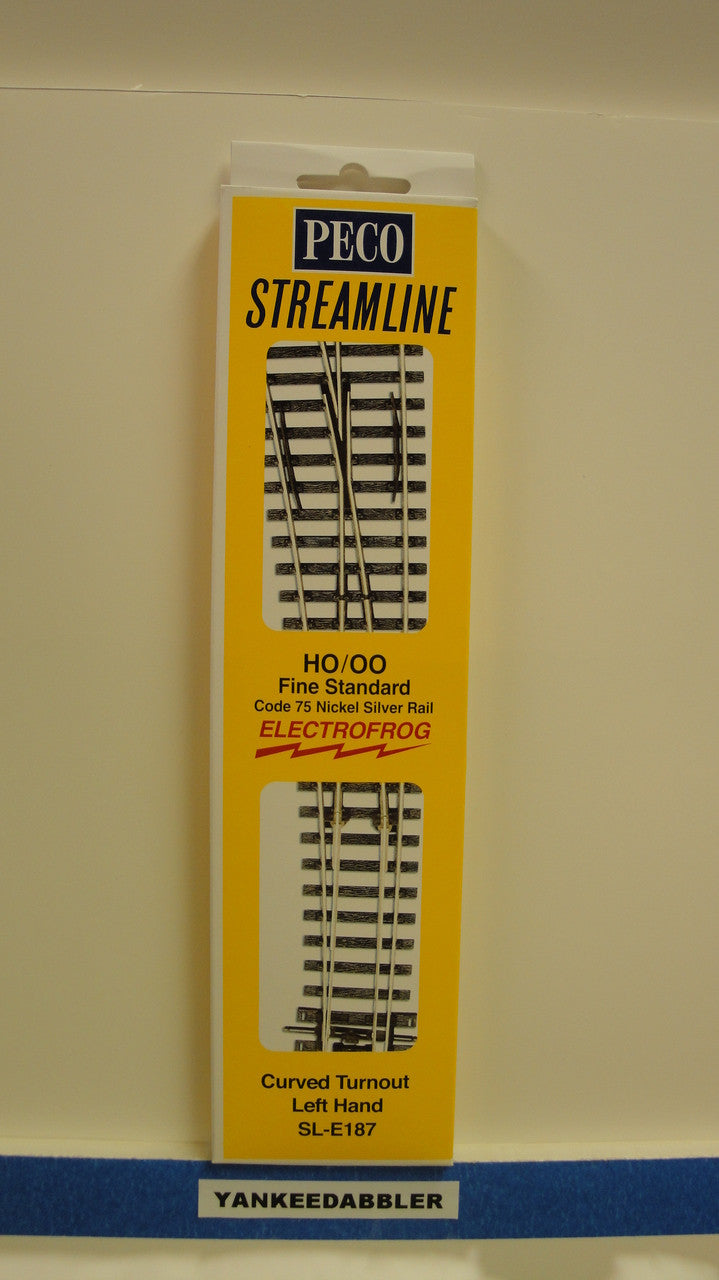 PECO
STREAMLINE
HO/OO
Fine Standard
Code 75 Nickel Silver Rail
ELECTROFROG
Curved Turnout
Left Hand
SL-E187
YANKEEDABBLER